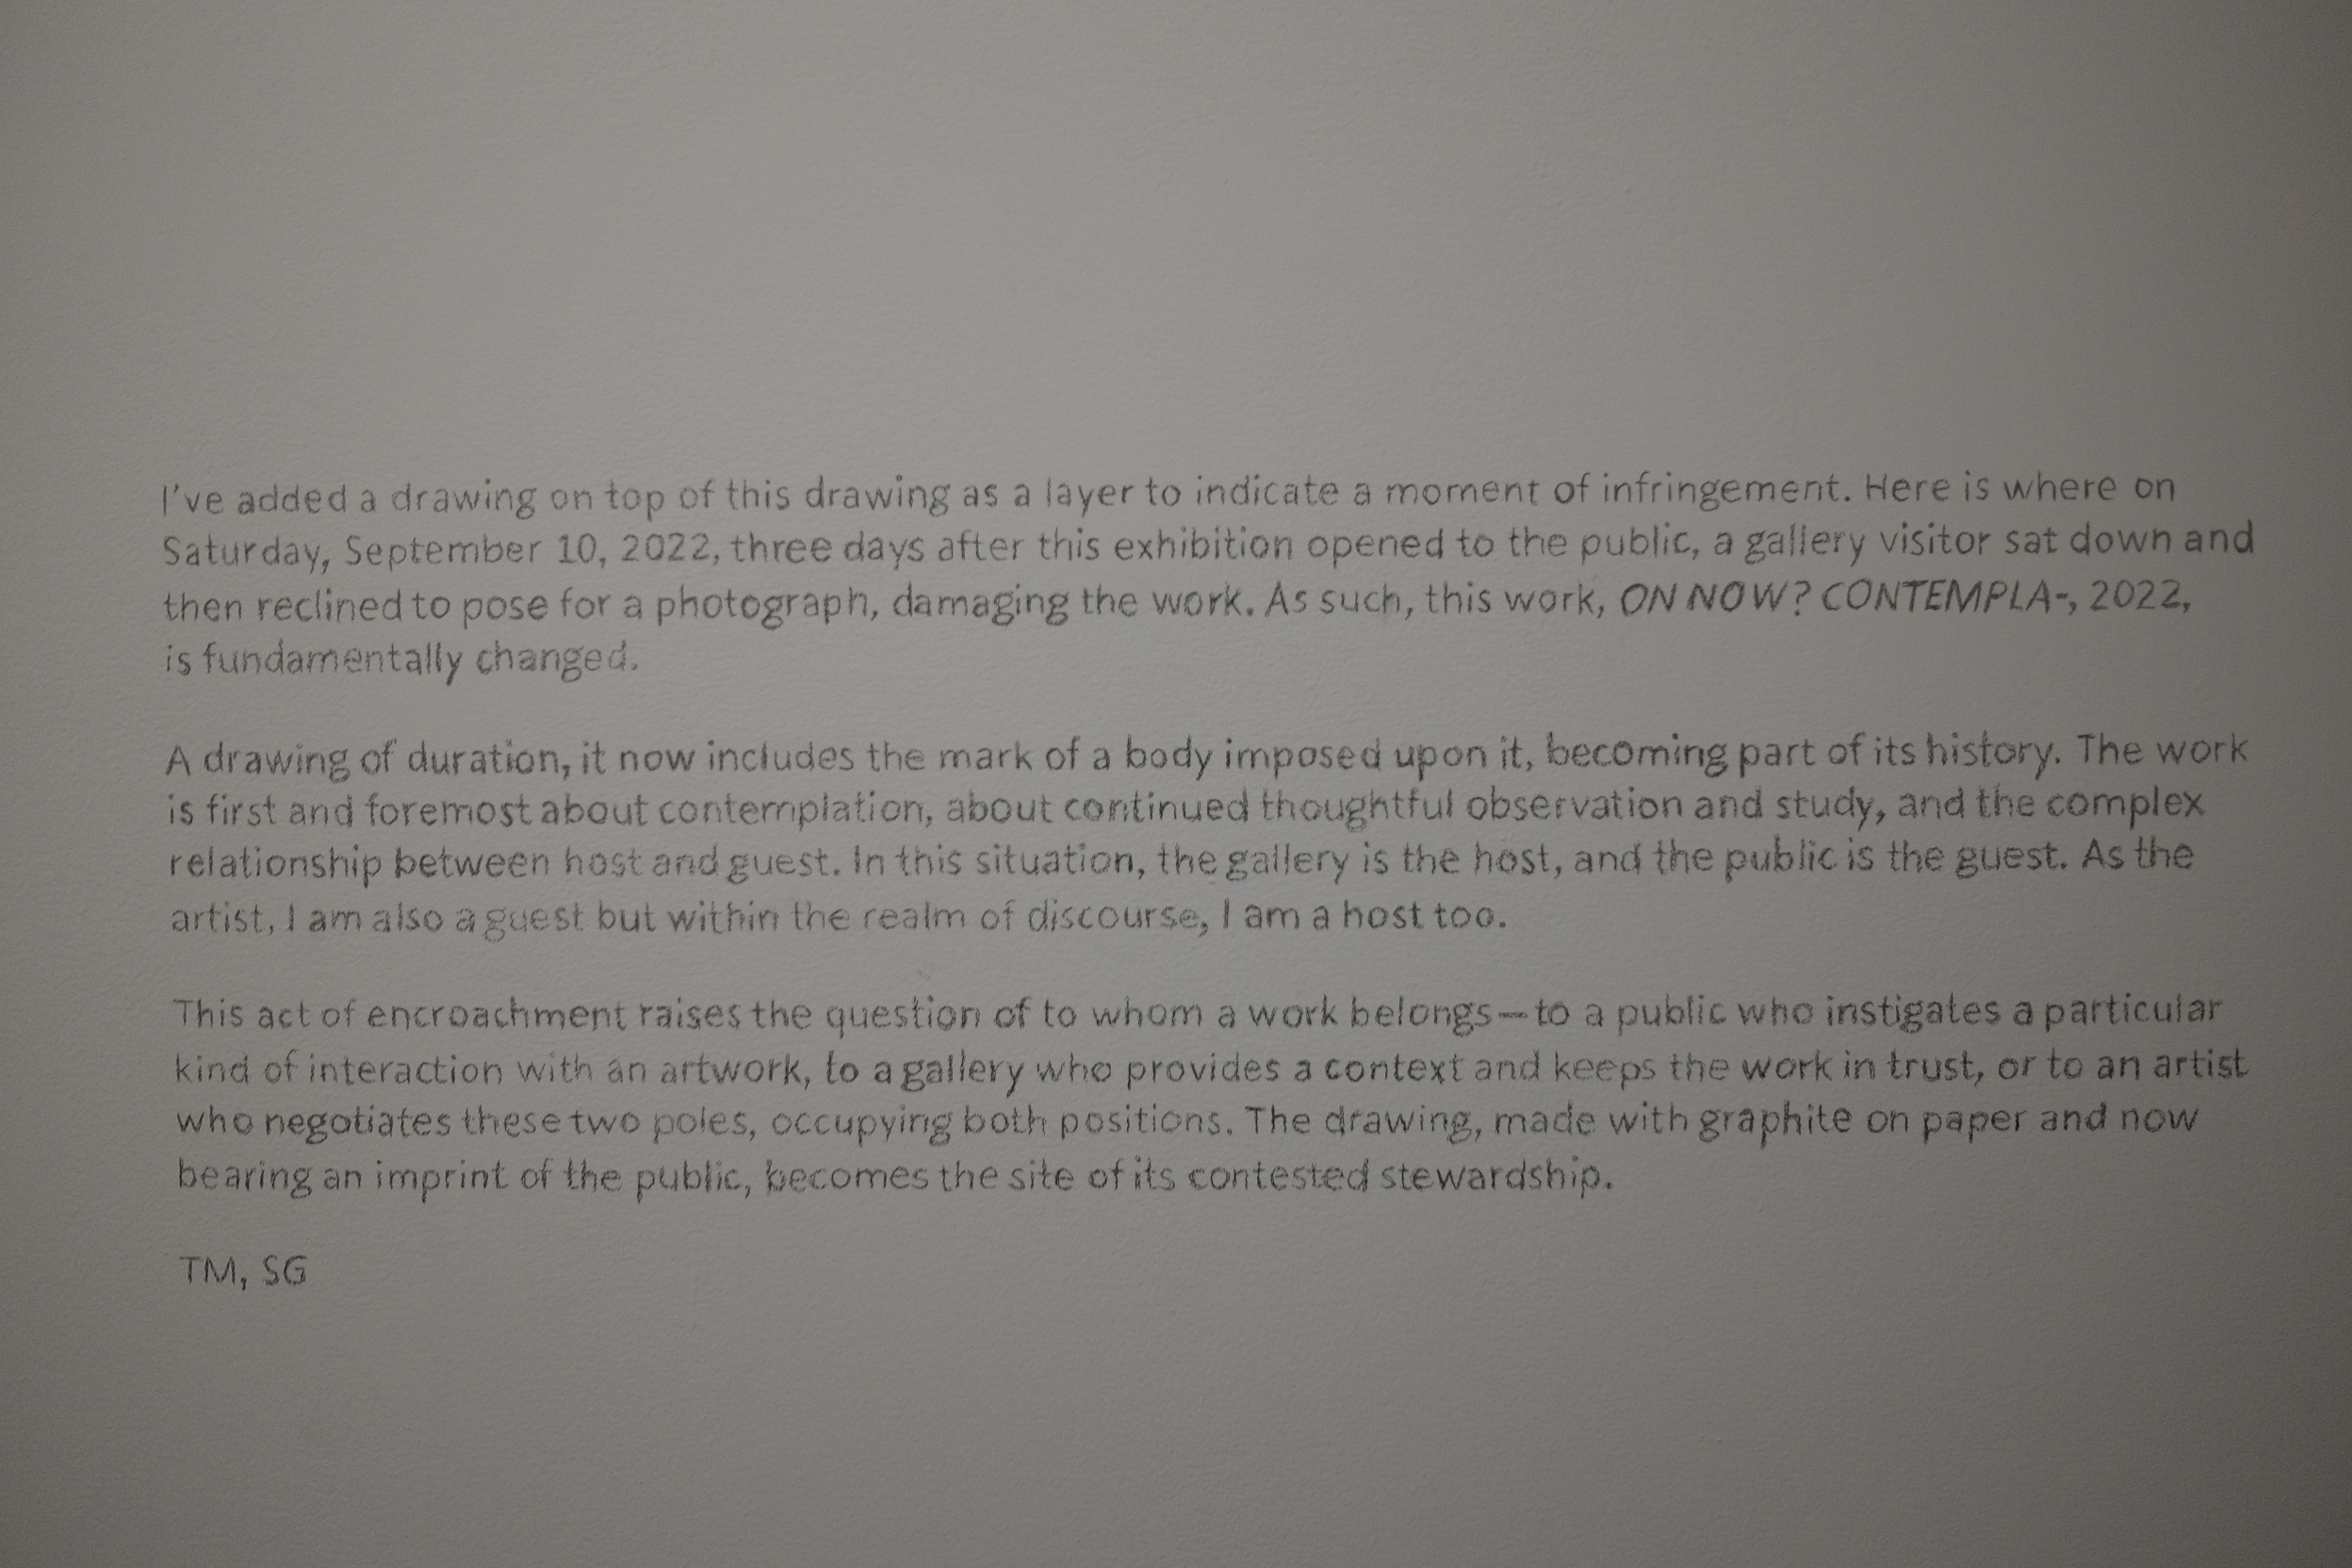 I've added a drawing on top of this drawing as a layer to indicate a moment of infringement. Here is where on
Saturday, September 10, 2022, three days after this exhibition opened to the public, a gallery visitor sat down and
then reclined to pose for a photograph, damaging the work. As such, this work, ON NOW? CONTEMPLA-, 2022,
is fundamentally changed.
A drawing of duration, it now includes the mark of a body imposed upon it, becoming part of its history. The work
is first and foremost about contemplation, about continued thoughtful observation and study, and the complex
relationship between host and guest. In this situation, the gallery is the host, and the public is the guest. As the
artist, I am also a guest but within the realm of discourse, I am a host too.
This act of encroachment raises the question of to whom a work belongs—to a public who instigates a particular
kind of interaction with an artwork, to a gallery who provides a context and keeps the work in trust, or to an artist
who negotiates these two poles, occupying both positions. The drawing, made with graphite on paper and now
bearing an imprint of the public, becomes the site of its contested stewardship.
TM, SG